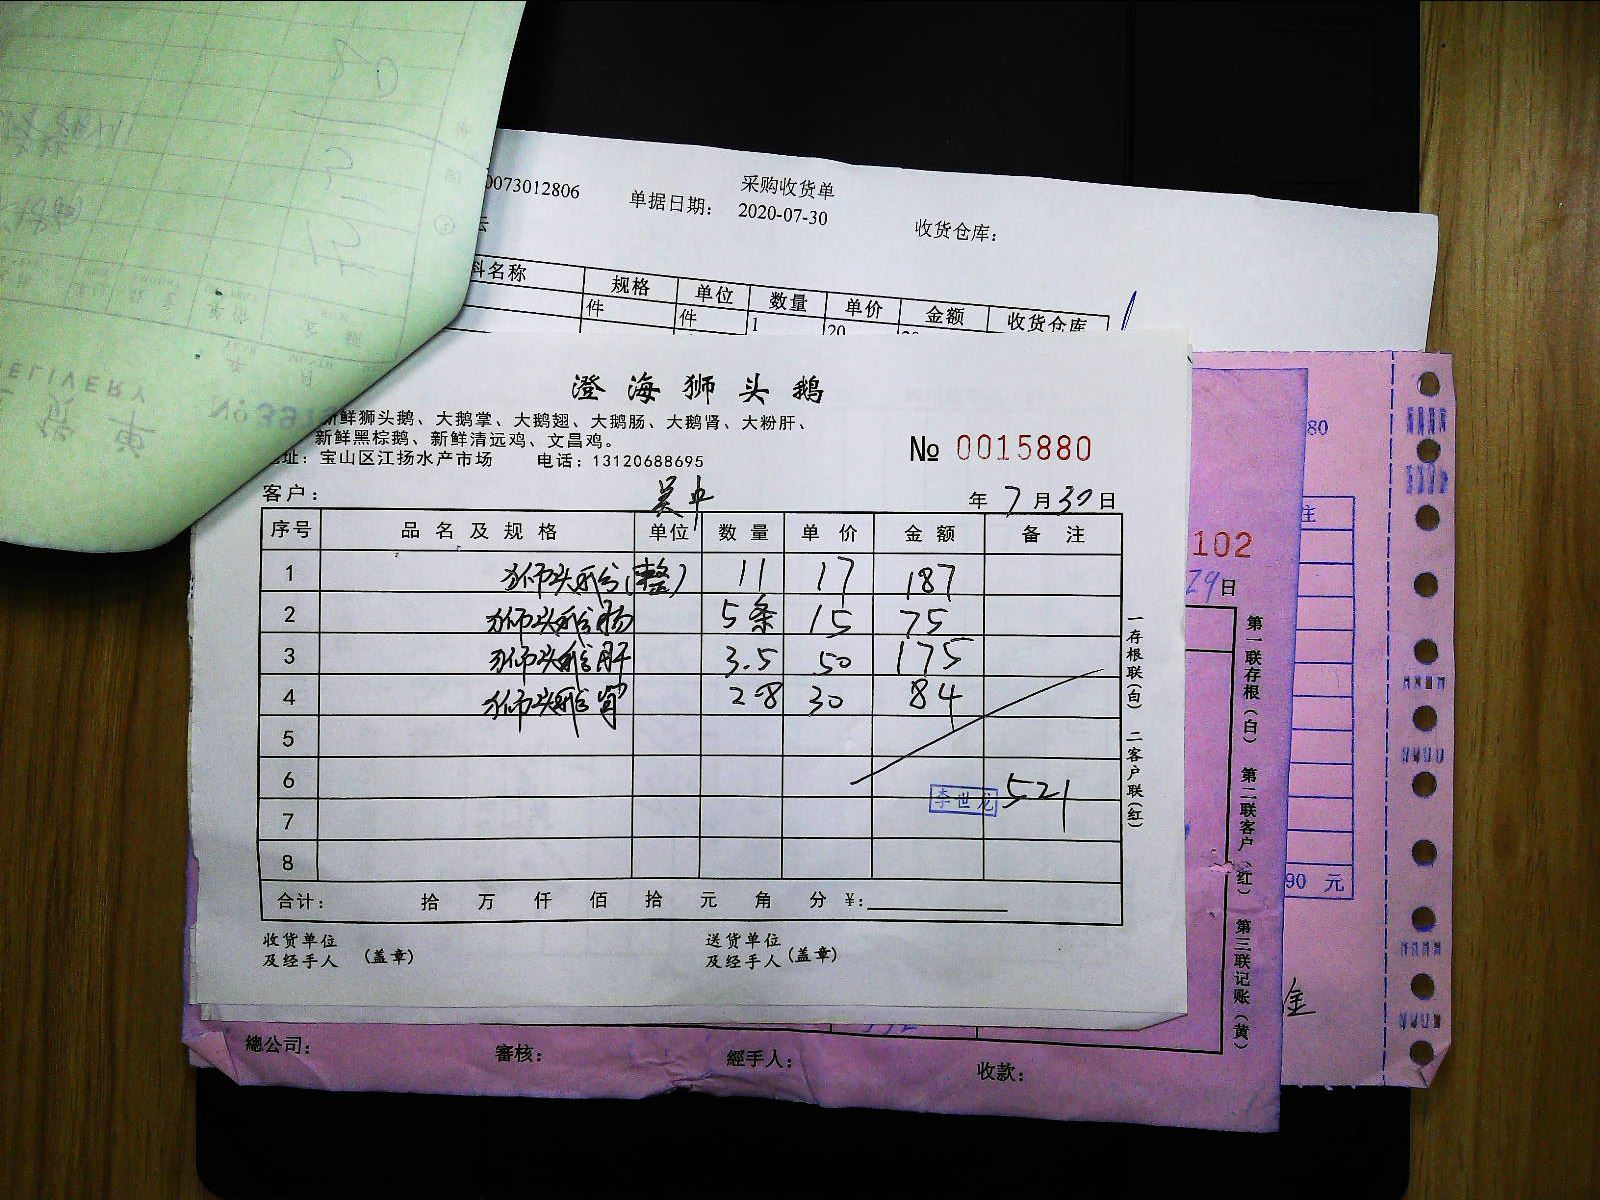 0073012806
采购收货单
单据日期: 2020-07-30
收货仓库:
去
料名称 规格 单位 数量 单价 金额 收货仓库
件 件 1 20
澄海狮头鹅
新鲜狮头鹅、大鹅掌、大鹅翅、大鹅肠、大鹅肾、大粉肝、
新鲜黑棕鹅、新鲜清远鸡、文昌鸡。
地址: 宝山区江扬水产市场 电话: 13120688695
№ 0015880
客户: 吴中 年 7 月 30 日
序号 品名及规格 单位 数量 单价 金额 备注
1 狮头鹅(整) 11 17 187
2 狮头鹅肠 5条 15 75
3 狮头鹅肝 3.5 50 175
4 狮头鹅肾 2.8 30 84
5
6 521
李世龙
7
8
合计: 拾 万 仟 佰 拾 元 角 分 ¥:
收货单位及经手人 (盖章) 送货单位及经手人 (盖章)
一存根联(白) 二客户联(红)
102
29日
第一联存根(白) 第二联客户(红) 第三联记账(黄)
總公司: 審核: 經手人: 收款:
80
注
90 元
金
DELIVERY